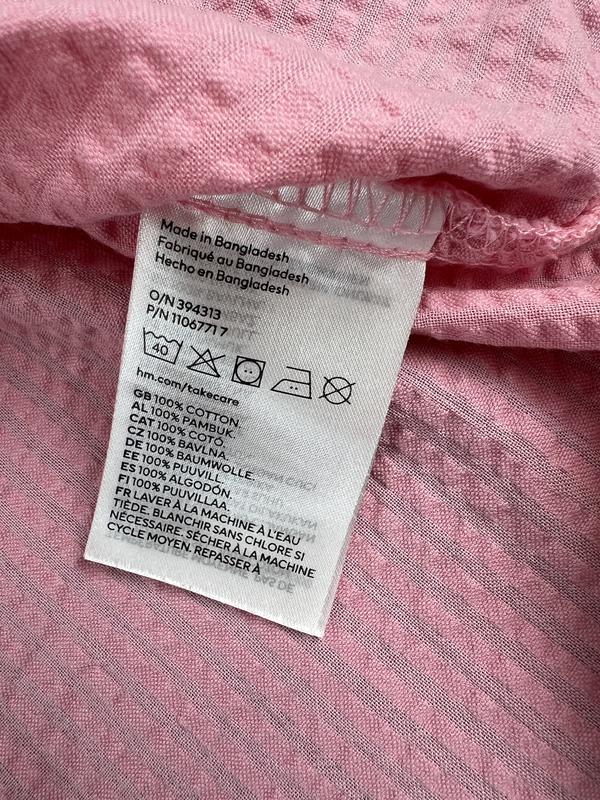 Made in Bangladesh
Fabriqué au Bangladesh
Hecho en Bangladesh
O/N 394313
P/N 1106771 7
40
hm.com/takecare
GB 100% COTTON.
AL 100% PAMBUK.
CAT 100% COTÓ.
CZ 100% BAVLNA.
DE 100% BAUMWOLLE.
EE 100% PUUVILL.
ES 100% ALGODÓN.
FI 100% PUUVILLAA.
FR LAVER À LA MACHINE À L'EAU
TIÈDE. BLANCHIR SANS CHLORE SI
NÉCESSAIRE. SÉCHER À LA MACHINE
CYCLE MOYEN. REPASSER À